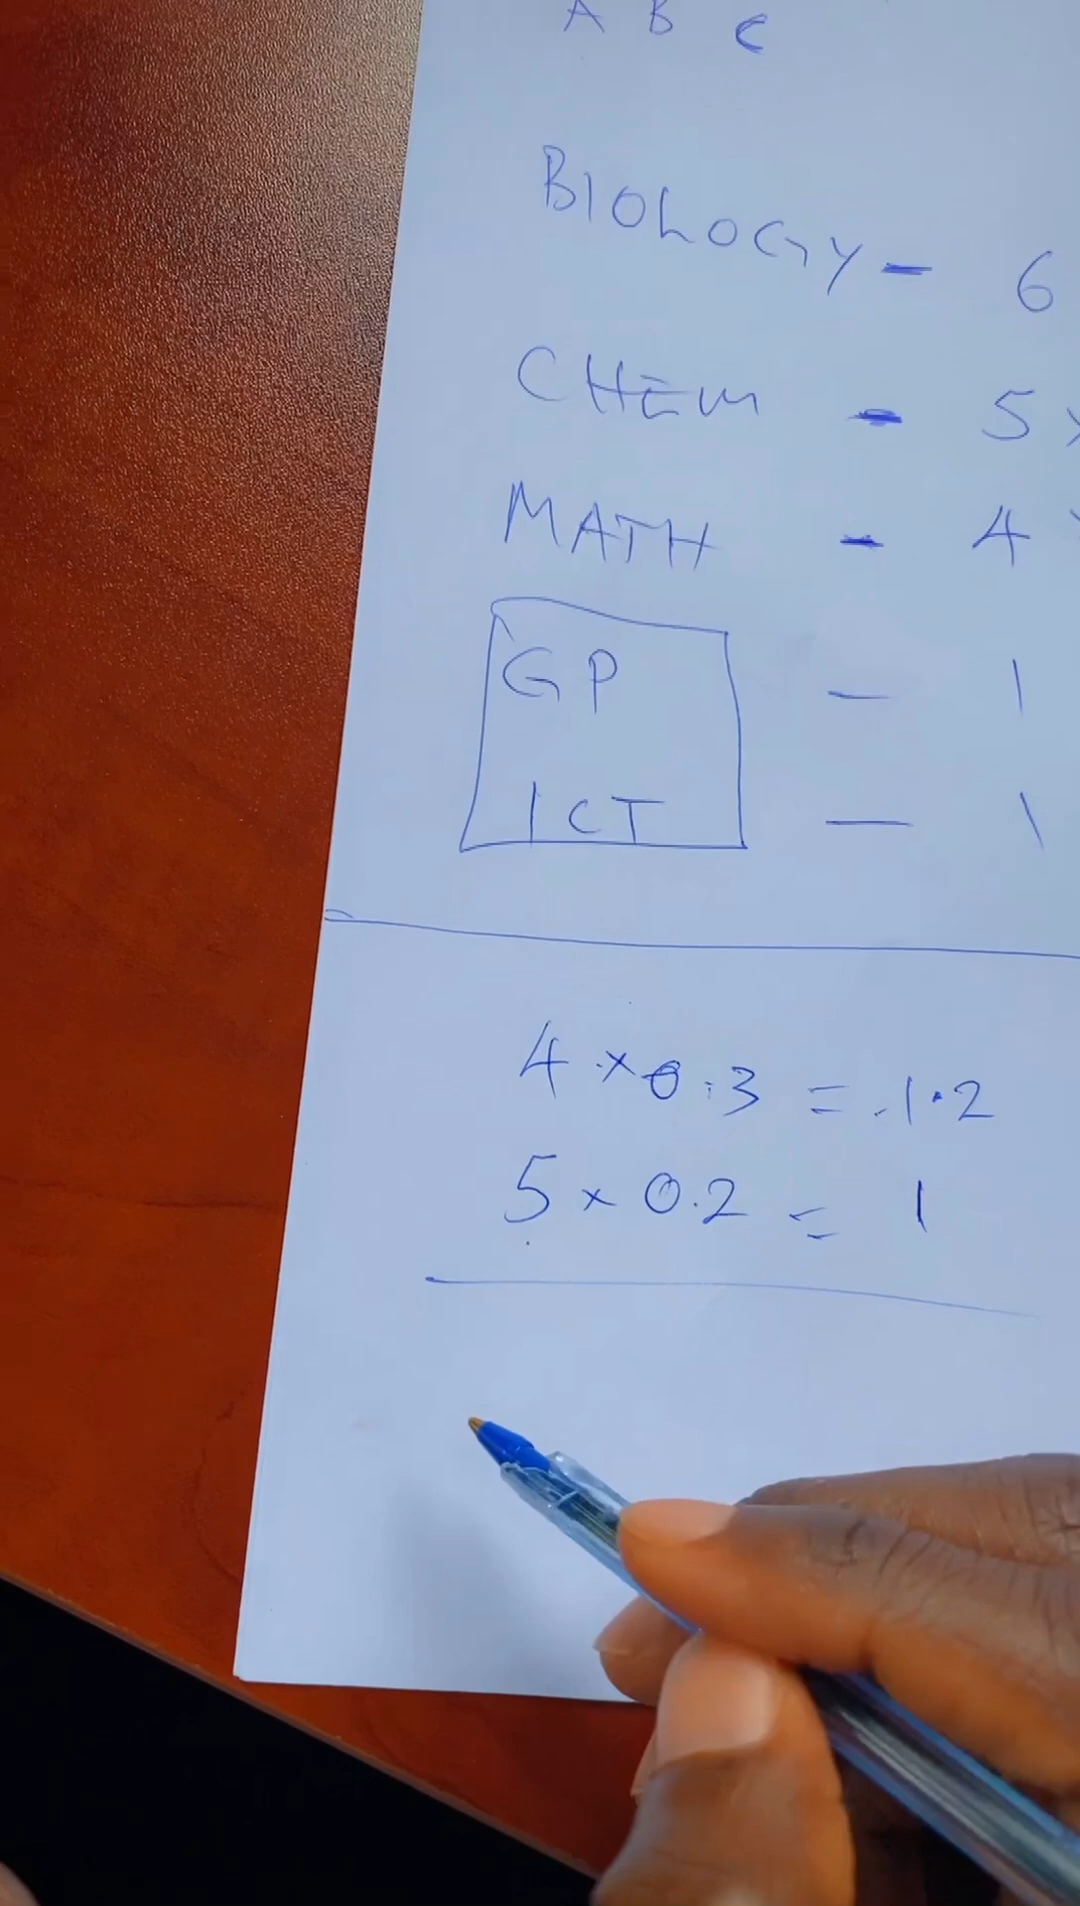 A B C
BIOLOGY - 6
CHEM - 5 x
MATH - 4
GP - 1
ICT - 1
4 x 0.3 = 1.2
5 x 0.2 = 1